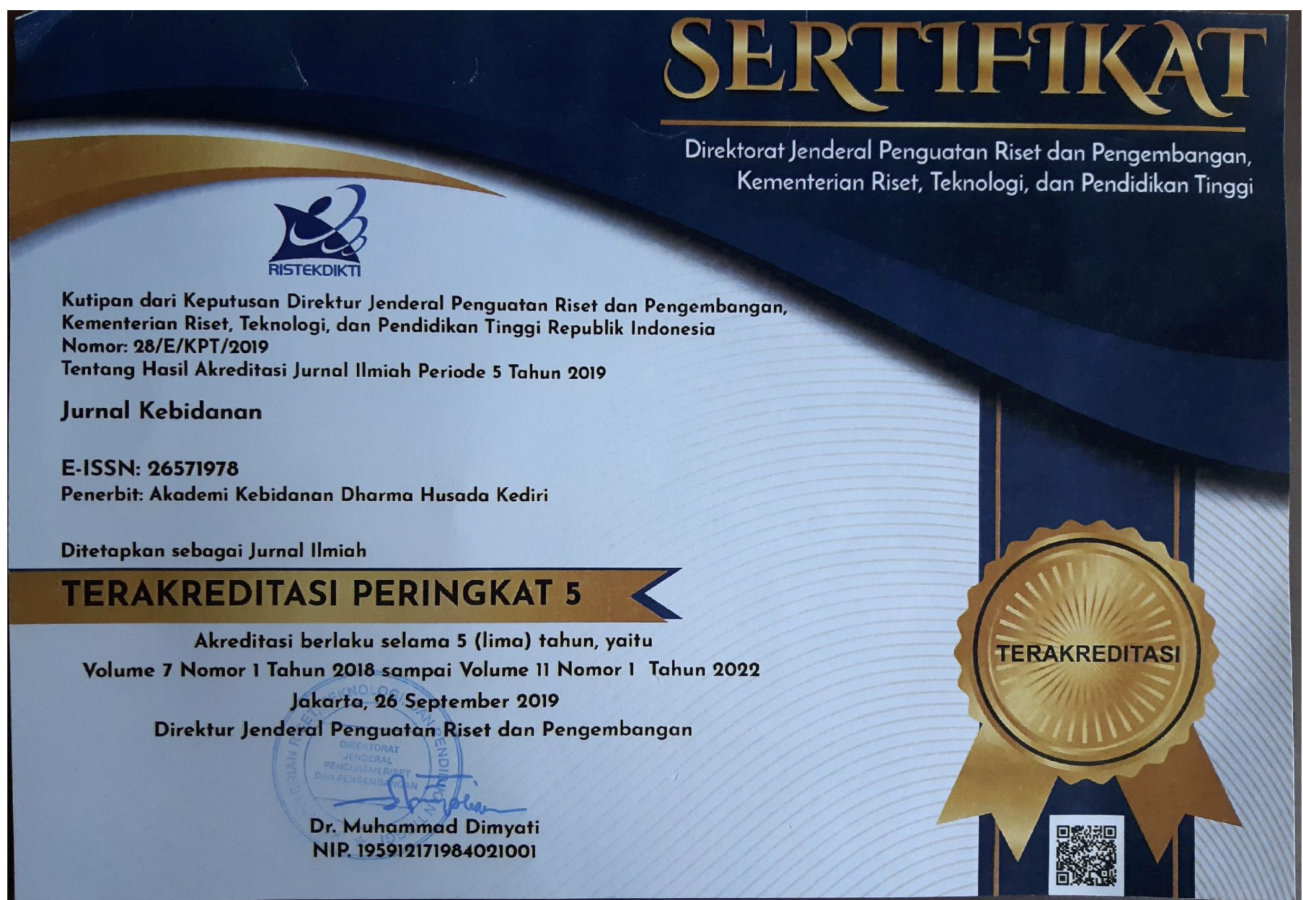 SERTIFIKAT
Direktorat Jenderal Penguatan Riset dan Pengembangan,
Kementerian Riset, Teknologi, dan Pendidikan Tinggi
RISTEKDIKTI
Kutipan dari Keputusan Direktur Jenderal Penguatan Riset dan Pengembangan,
Kementerian Riset, Teknologi, dan Pendidikan Tinggi Republik Indonesia
Nomor: 28/E/KPT/2019
Tentang Hasil Akreditasi Jurnal Ilmiah Periode 5 Tahun 2019
Jurnal Kebidanan
E-ISSN: 26571978
Penerbit: Akademi Kebidanan Dharma Husada Kediri
Ditetapkan sebagai Jurnal Ilmiah
TERAKREDITASI PERINGKAT 5
Akreditasi berlaku selama 5 (lima) tahun, yaitu
Volume 7 Nomor 1 Tahun 2018 sampai Volume 11 Nomor 1 Tahun 2022
Jakarta, 26 September 2019
Direktur Jenderal Penguatan Riset dan Pengembangan
DIREKTORAT
JENDERAL
PENGUATAN RISET
DAN PENGEMBANGAN
Dr. Muhammad Dimyati
NIP. 195912171984021001
TERAKREDITASI